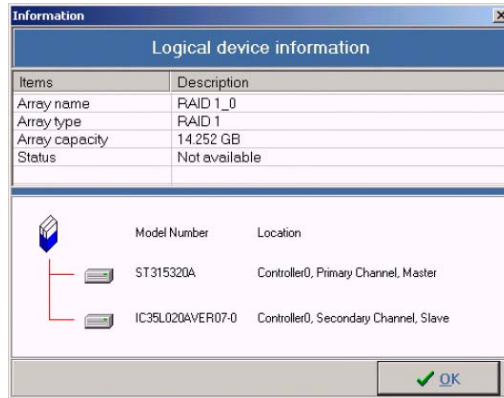 Information
Logical device information
Items Description
Array name RAID 1_0
Array type RAID 1
Array capacity 14.252 GB
Status Not available
Model Number Location
ST315320A Controller0, Primary Channel, Master
IC35L020AVER07-0 Controller0, Secondary Channel, Slave
OK